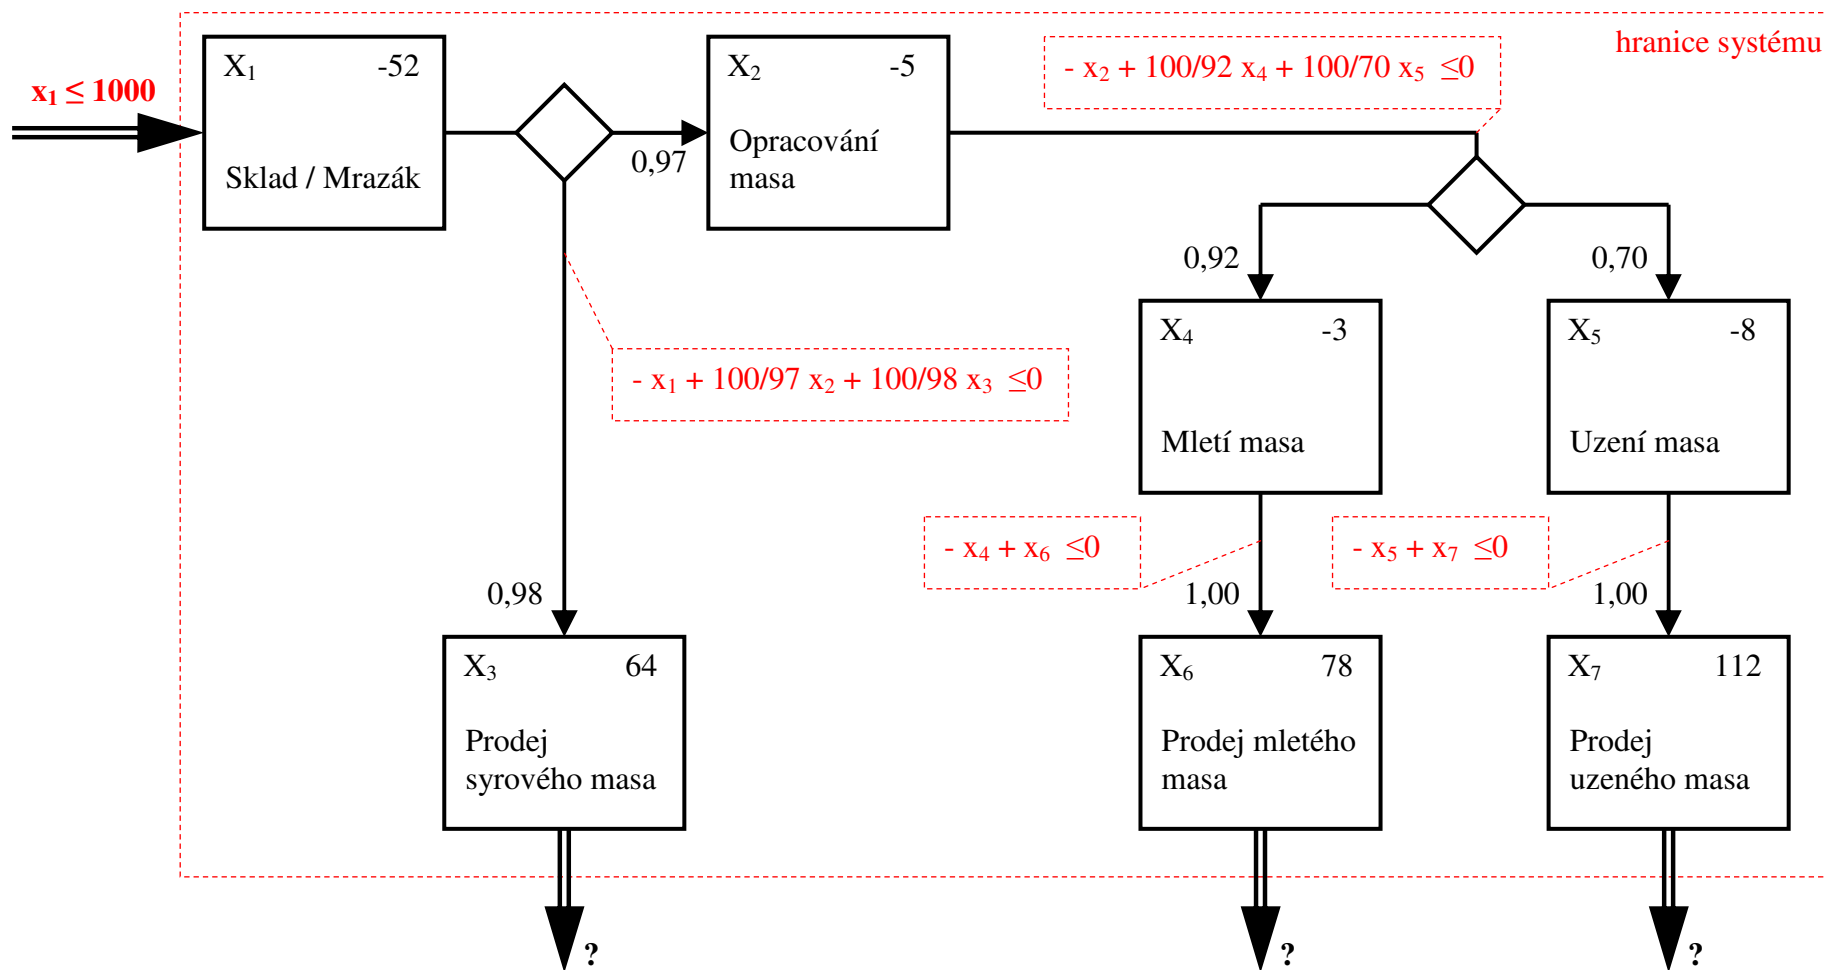 hranice systému
x₁ ≤ 1000
X₁ -52
Sklad / Mrazák
0,97
X₂ -5
Opracování
masa
- x₂ + 100/92 x₄ + 100/70 x₅ ≤0
0,92
0,70
X₄ -3
Mletí masa
X₅ -8
Uzení masa
- x₁ + 100/97 x₂ + 100/98 x₃ ≤0
- x₄ + x₆ ≤0
- x₅ + x₇ ≤0
0,98
1,00
1,00
X₃ 64
Prodej
syrového masa
X₆ 78
Prodej mletého
masa
X₇ 112
Prodej
uzeného masa
?
?
?